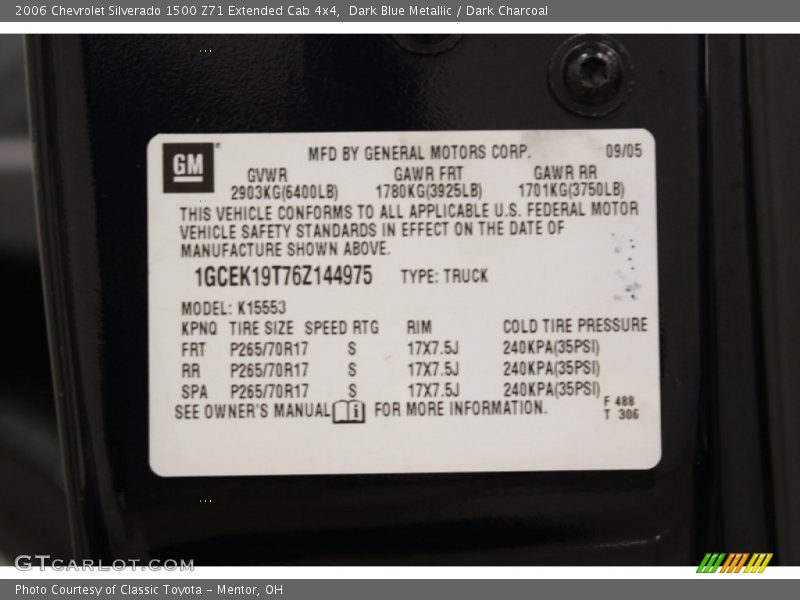 2006 Chevrolet Silverado 1500 Z71 Extended Cab 4x4,  Dark Blue Metallic / Dark Charcoal
GM MFD BY GENERAL MOTORS CORP. 09/05
GVWR GAWR FRT GAWR RR
2903KG(6400LB) 1780KG(3925LB) 1701KG(3750LB)
THIS VEHICLE CONFORMS TO ALL APPLICABLE U.S. FEDERAL MOTOR
VEHICLE SAFETY STANDARDS IN EFFECT ON THE DATE OF
MANUFACTURE SHOWN ABOVE.
1GCEK19T76Z144975 TYPE: TRUCK
MODEL: K15553
KPNQ TIRE SIZE SPEED RTG RIM COLD TIRE PRESSURE
FRT P265/70R17 S 17X7.5J 240KPA(35PSI)
RR P265/70R17 S 17X7.5J 240KPA(35PSI)
SPA P265/70R17 S 17X7.5J 240KPA(35PSI)
SEE OWNER'S MANUAL FOR MORE INFORMATION.
F 488
T 306
GTCARLOT.COM
Photo Courtesy of Classic Toyota - Mentor, OH